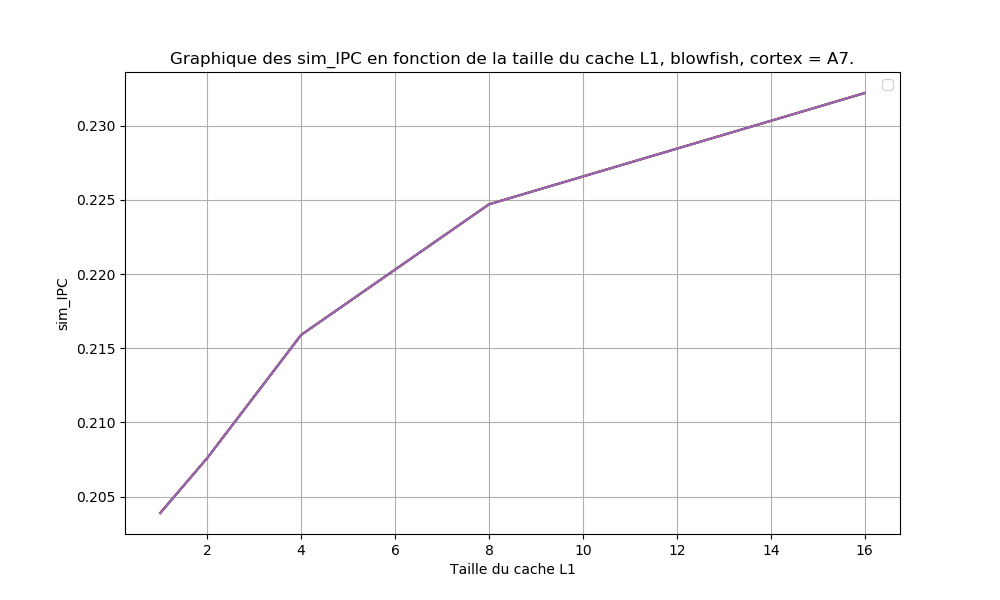 Graphique des sim_IPC en fonction de la taille du cache L1, blowfish, cortex = A7.
0.230
0.225
0.220
0.215
0.210
0.205
sim_IPC
2 4 6 8 10 12 14 16
Taille du cache L1